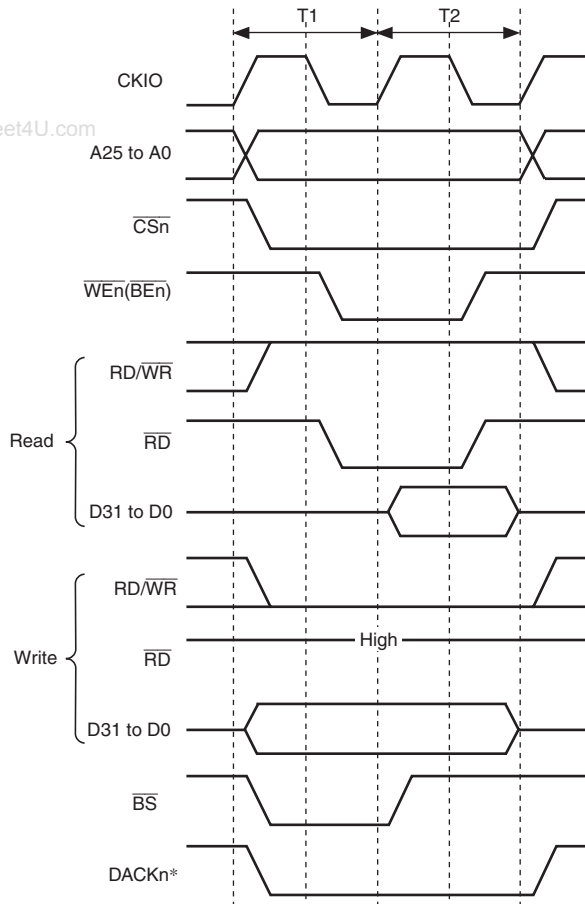 T1 T2
CKIO
eet4U.com
A25 to A0
CSn
WEn(BEn)
RD/WR
Read
RD
D31 to D0
RD/WR
High
Write
RD
D31 to D0
BS
DACKn*